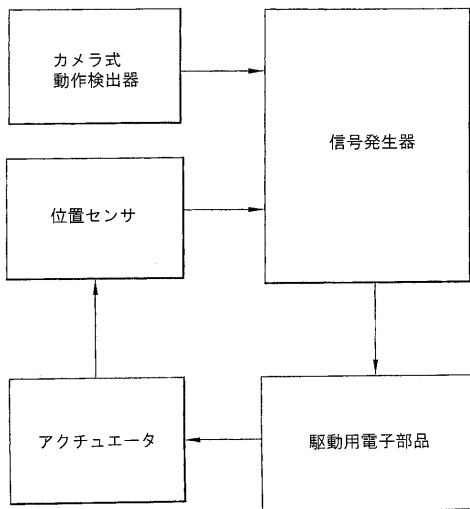 カメラ式
動作検出器
信号発生器
位置センサ
アクチュエータ
駆動用電子部品